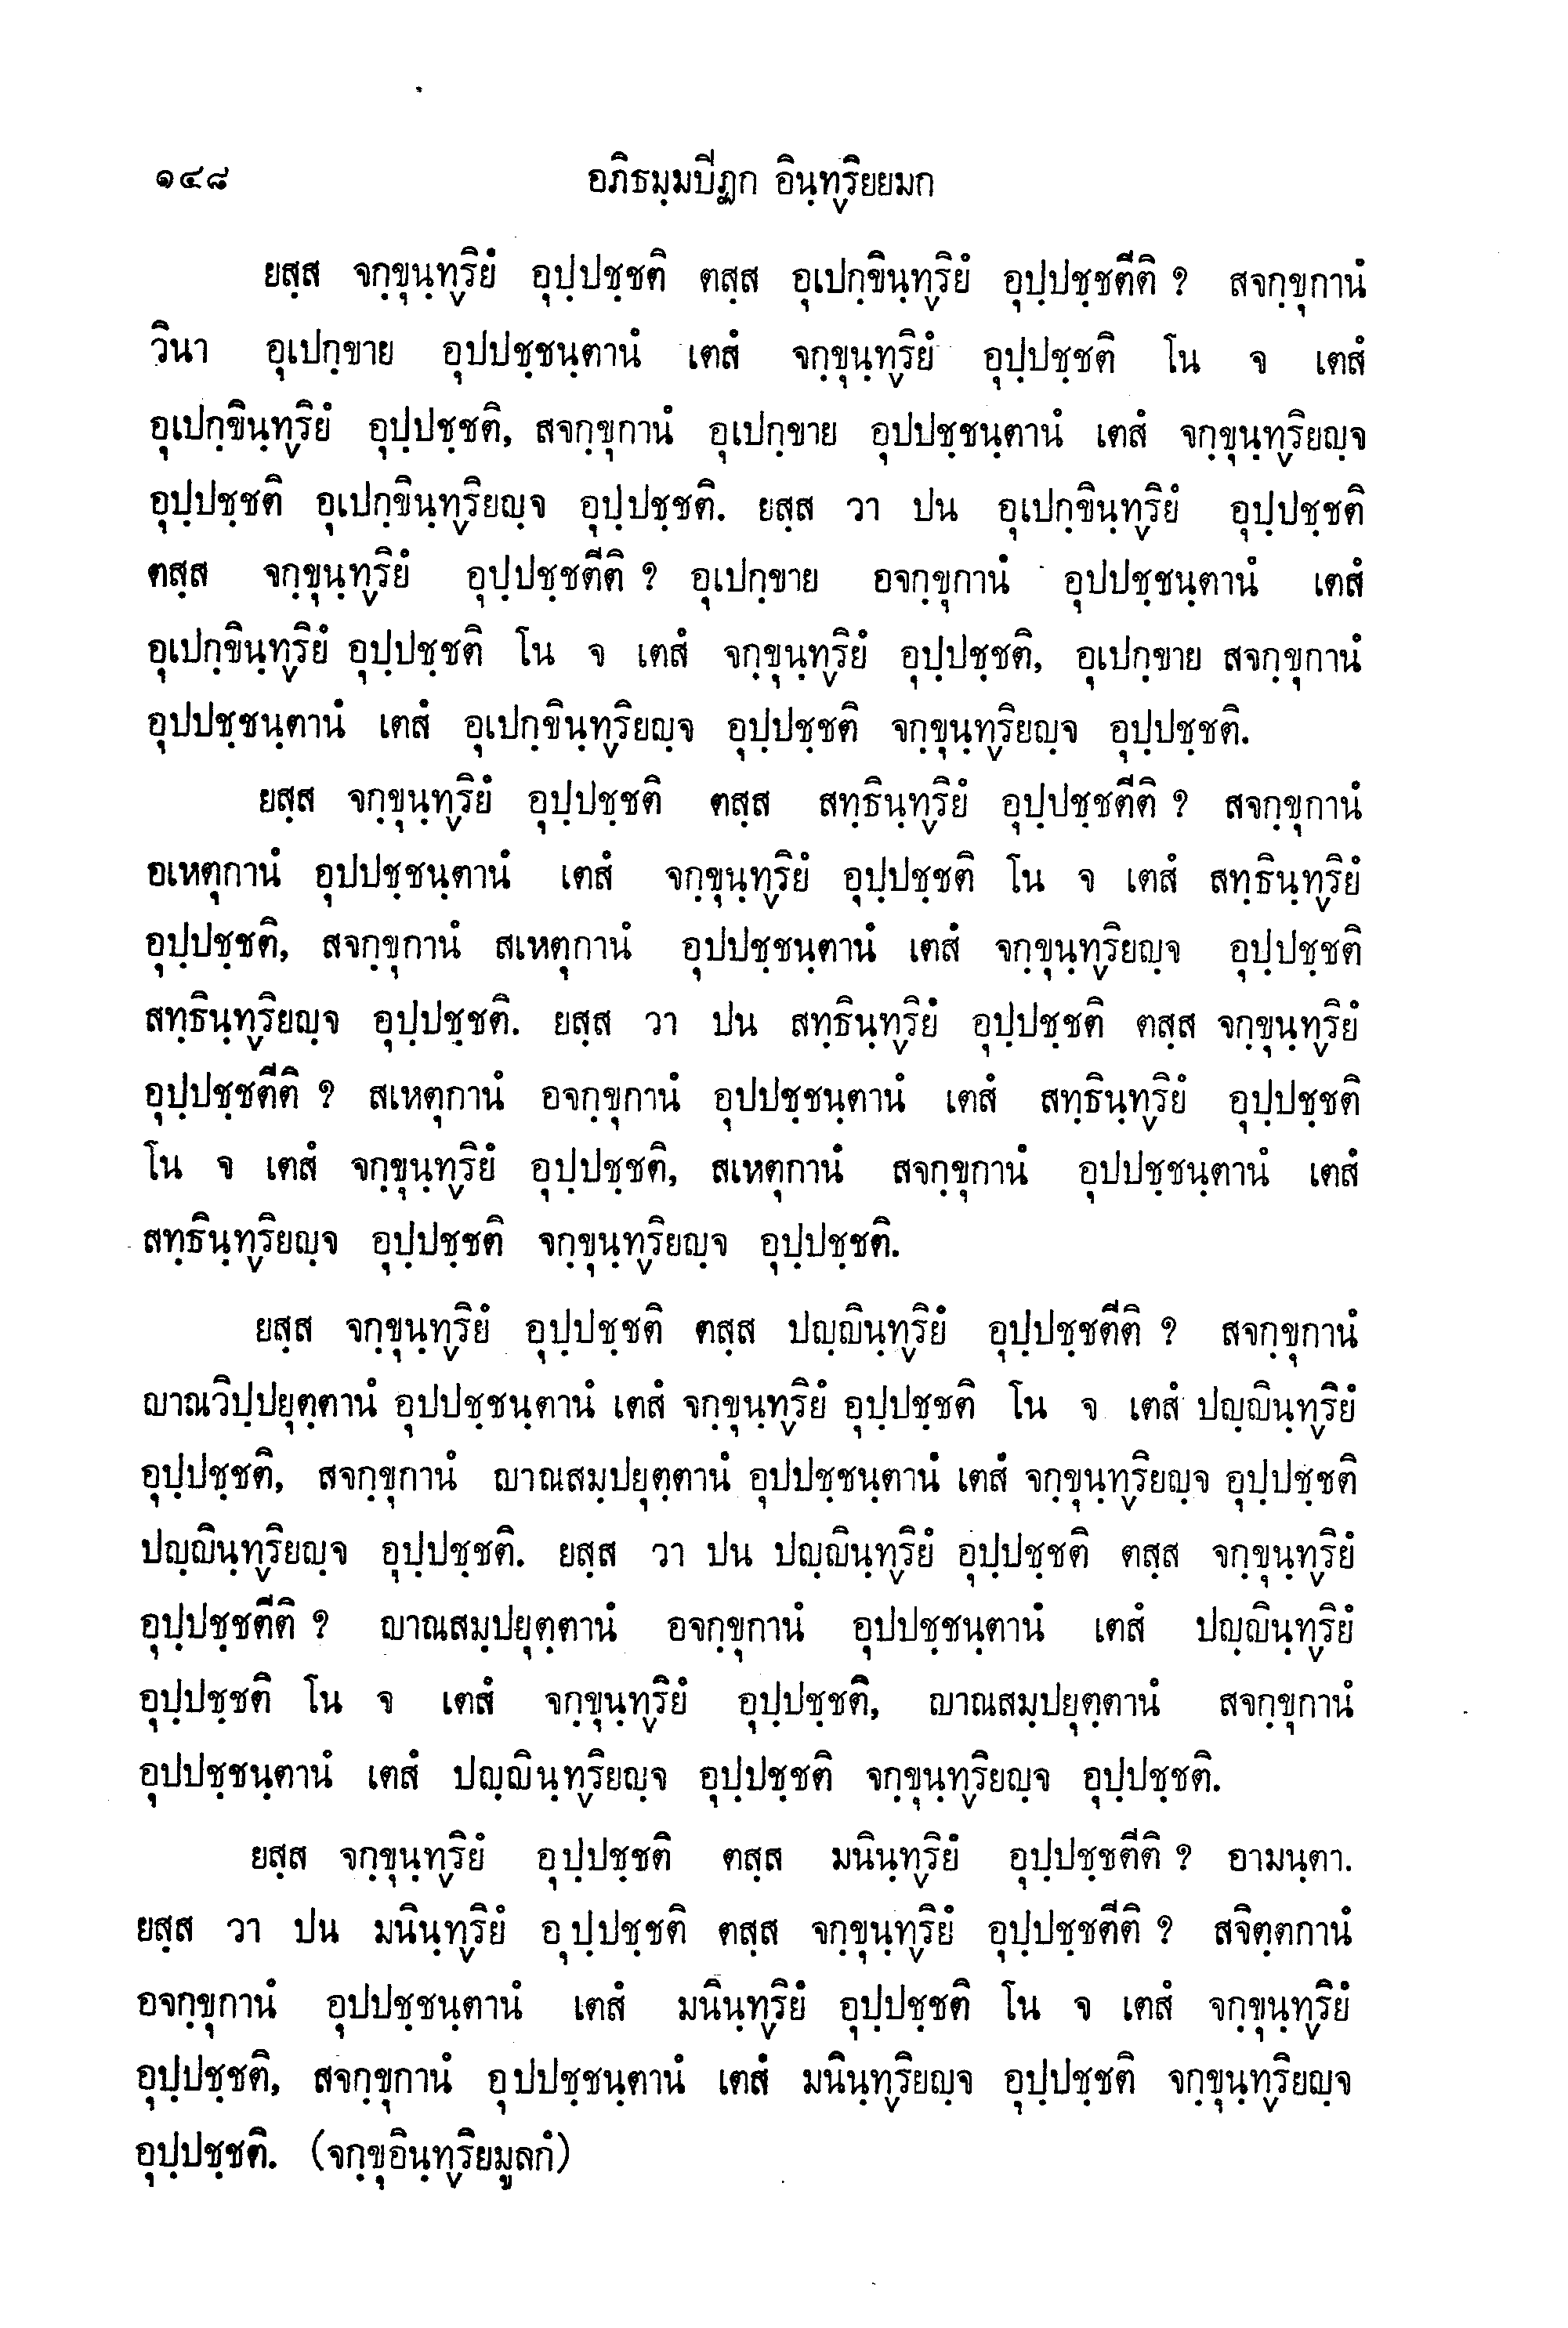 ๑๔๘ อภิธมฺมปีฏก อินฺท๎ริยยมก
ยสฺส จกฺขุนฺท๎ริยํ อุปฺปชฺชติ ตสฺส อุเปกฺขินฺท๎ริยํ อุปฺปชฺชตีติ ? สจกฺขุกานํ
วินา อุเปกฺขาย อุปปชฺชนฺตานํ เตสํ จกฺขุนฺท๎ริยํ อุปฺปชฺชติ โน จ เตสํ
อุเปกฺขินฺท๎ริยํ อุปฺปชฺชติ, สจกฺขุกานํ อุเปกฺขาย อุปปชฺชนฺตานํ เตสํ จกฺขุนฺท๎ริยญฺจ
อุปฺปชฺชติ อุเปกฺขินฺท๎ริยญฺจ อุปฺปชฺชติ. ยสฺส วา ปน อุเปกฺขินฺท๎ริยํ อุปฺปชฺชติ
ตสฺส จกฺขุนฺท๎ริยํ อุปฺปชฺชตีติ ? อุเปกฺขาย อจกฺขุกานํ อุปปชฺชนฺตานํ เตสํ
อุเปกฺขินฺท๎ริยํ อุปฺปชฺชติ โน จ เตสํ จกฺขุนฺท๎ริยํ อุปฺปชฺชติ, อุเปกฺขาย สจกฺขุกานํ
อุปปชฺชนฺตานํ เตสํ อุเปกฺขินฺท๎ริยญฺจ อุปฺปชฺชติ จกฺขุนฺท๎ริยญฺจ อุปฺปชฺชติ.
ยสฺส จกฺขุนฺท๎ริยํ อุปฺปชฺชติ ตสฺส สทฺธินฺท๎ริยํ อุปฺปชฺชตีติ ? สจกฺขุกานํ
อเหตุกานํ อุปปชฺชนฺตานํ เตสํ จกฺขุนฺท๎ริยํ อุปฺปชฺชติ โน จ เตสํ สทฺธินฺท๎ริยํ
อุปฺปชฺชติ, สจกฺขุกานํ สเหตุกานํ อุปปชฺชนฺตานํ เตสํ จกฺขุนฺท๎ริยญฺจ อุปฺปชฺชติ
สทฺธินฺท๎ริยญฺจ อุปฺปชฺชติ. ยสฺส วา ปน สทฺธินฺท๎ริยํ อุปฺปชฺชติ ตสฺส จกฺขุนฺท๎ริยํ
อุปฺปชฺชตีติ ? สเหตุกานํ อจกฺขุกานํ อุปปชฺชนฺตานํ เตสํ สทฺธินฺท๎ริยํ อุปฺปชฺชติ
โน จ เตสํ จกฺขุนฺท๎ริยํ อุปฺปชฺชติ, สเหตุกานํ สจกฺขุกานํ อุปปชฺชนฺตานํ เตสํ
สทฺธินฺท๎ริยญฺจ อุปฺปชฺชติ จกฺขุนฺท๎ริยญฺจ อุปฺปชฺชติ.
ยสฺส จกฺขุนฺท๎ริยํ อุปฺปชฺชติ ตสฺส ปญฺญินฺท๎ริยํ อุปฺปชฺชตีติ ? สจกฺขุกานํ
ญาณวิปฺปยุตฺตานํ อุปปชฺชนฺตานํ เตสํ จกฺขุนฺท๎ริยํ อุปฺปชฺชติ โน จ เตสํ ปญฺญินฺท๎ริยํ
อุปฺปชฺชติ, สจกฺขุกานํ ญาณสมฺปยุตฺตานํ อุปปชฺชนฺตานํ เตสํ จกฺขุนฺท๎ริยญฺจ อุปฺปชฺชติ
ปญฺญินฺท๎ริยญฺจ อุปฺปชฺชติ. ยสฺส วา ปน ปญฺญินฺท๎ริยํ อุปฺปชฺชติ ตสฺส จกฺขุนฺท๎ริยํ
อุปฺปชฺชตีติ ? ญาณสมฺปยุตฺตานํ อจกฺขุกานํ อุปปชฺชนฺตานํ เตสํ ปญฺญินฺท๎ริยํ
อุปฺปชฺชติ โน จ เตสํ จกฺขุนฺท๎ริยํ อุปฺปชฺชติ, ญาณสมฺปยุตฺตานํ สจกฺขุกานํ
อุปปชฺชนฺตานํ เตสํ ปญฺญินฺท๎ริยญฺจ อุปฺปชฺชติ จกฺขุนฺท๎ริยญฺจ อุปฺปชฺชติ.
ยสฺส จกฺขุนฺท๎ริยํ อุปฺปชฺชติ ตสฺส มนินฺท๎ริยํ อุปฺปชฺชตีติ ? อามนฺตา.
ยสฺส วา ปน มนินฺท๎ริยํ อุปฺปชฺชติ ตสฺส จกฺขุนฺท๎ริยํ อุปฺปชฺชตีติ ? สจิตฺตกานํ
อจกฺขุกานํ อุปปชฺชนฺตานํ เตสํ มนินฺท๎ริยํ อุปฺปชฺชติ โน จ เตสํ จกฺขุนฺท๎ริยํ
อุปฺปชฺชติ, สจกฺขุกานํ อุปปชฺชนฺตานํ เตสํ มนินฺท๎ริยญฺจ อุปฺปชฺชติ จกฺขุนฺท๎ริยญฺจ
อุปฺปชฺชติ. (จกฺขุอินฺท๎ริยมูลกํ)